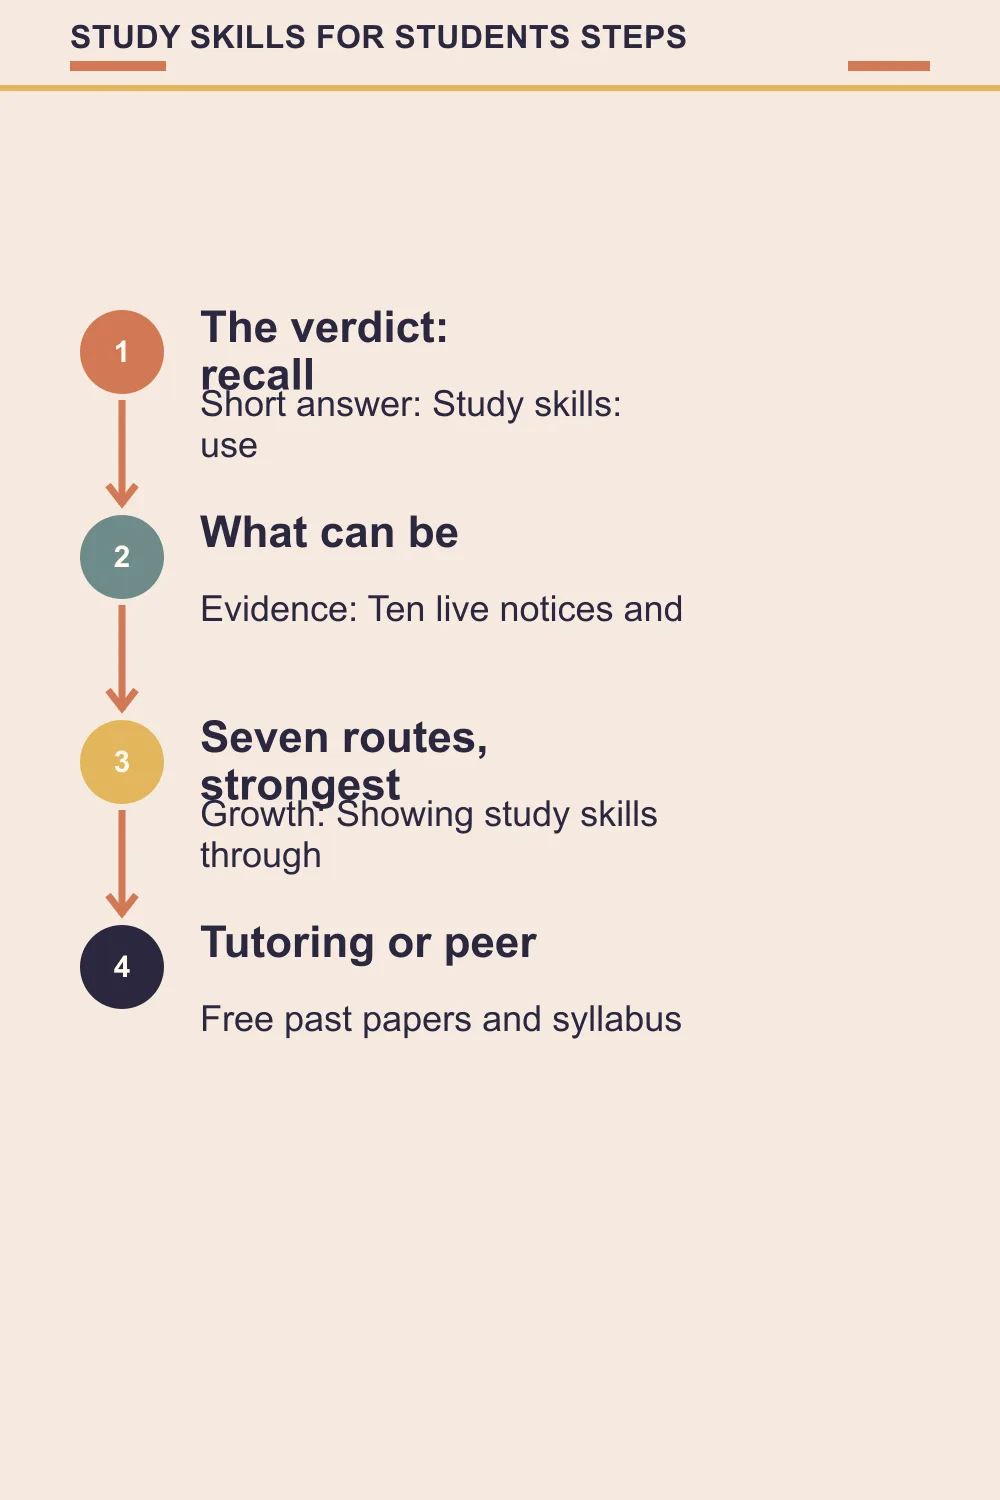 STUDY SKILLS FOR STUDENTS STEPS
1
The verdict:
recall
Short answer: Study skills:
use
2
What can be
Evidence: Ten live notices and
3
Seven routes,
strongest
Growth: Showing study skills
through
4
Tutoring or peer
Free past papers and syllabus